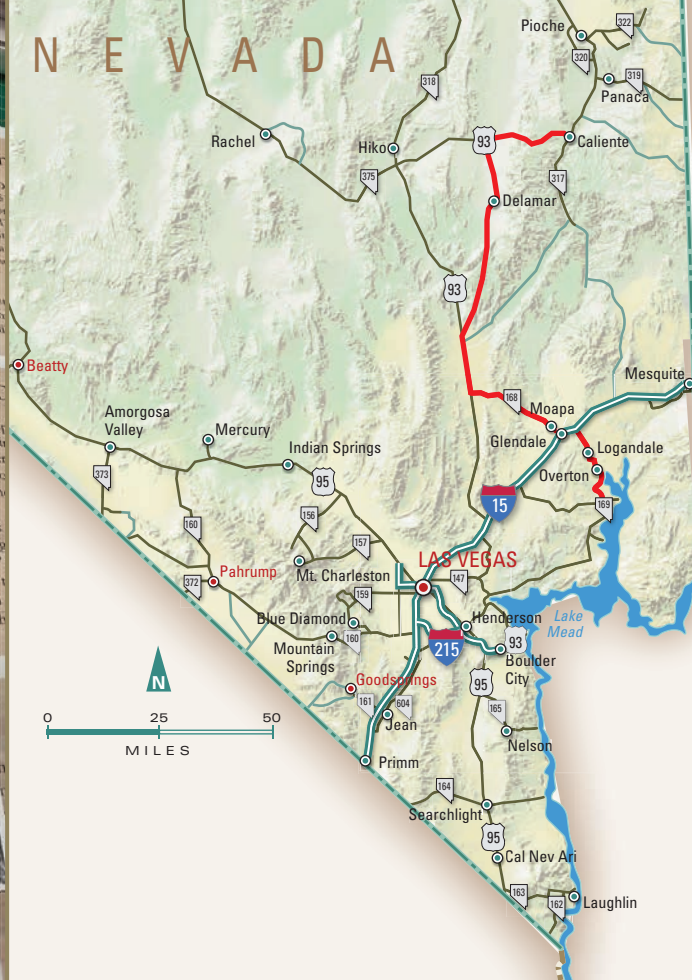 Pioche
322
NEVADA
320
319
318
Panaca
Rachel
Hiko
93
Caliente
375
317
Delamar
93
Beatty
Mesquite
168
Moapa
Amorgosa
Valley
Mercury
Glendale
Indian Springs
Logandale
373
95
Overton
15
169
156
160
157
LAS VEGAS
Pahrump
Mt. Charleston
147
372
159
Blue Diamond
Henderson
Lake
Mead
160
215
93
Mountain
Springs
Boulder
City
N
Goodsprings
95
161
604
165
0 25 50
MILES
Jean
Nelson
Primm
164
Searchlight
95
Cal Nev Ari
163
162
Laughlin